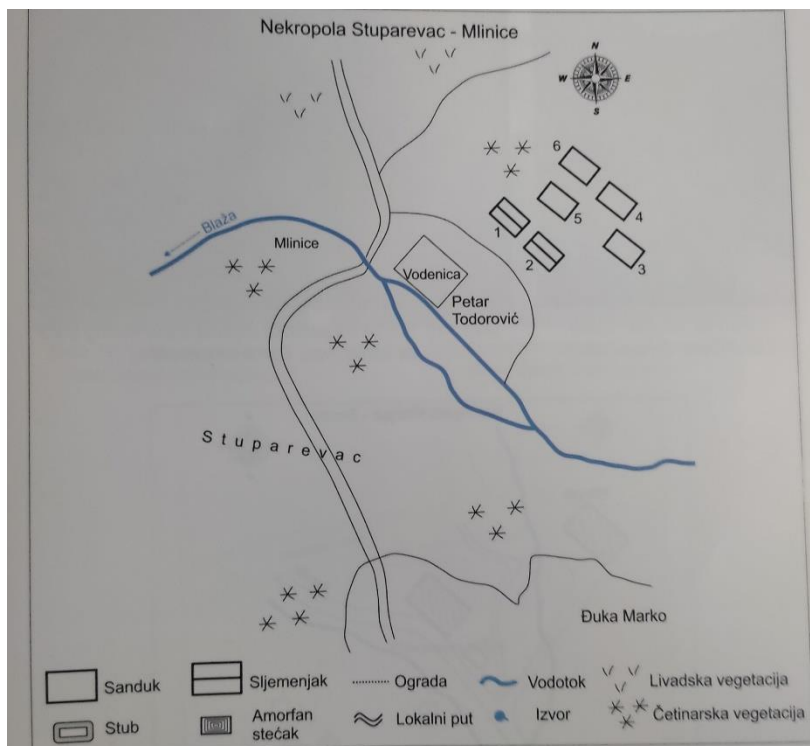 Nekropola Stuparevac - Mlinice
N
W E
S
6
4
5
1
2
3
Blaža
Mlinice
Vodenica
Petar
Todorović
Stuparevac
Đuka Marko
Sanduk
Sljemenjak
Ograda
Vodotok
Livadska vegetacija
Stub
Amorfan
stećak
Lokalni put
Izvor
Četinarska vegetacija